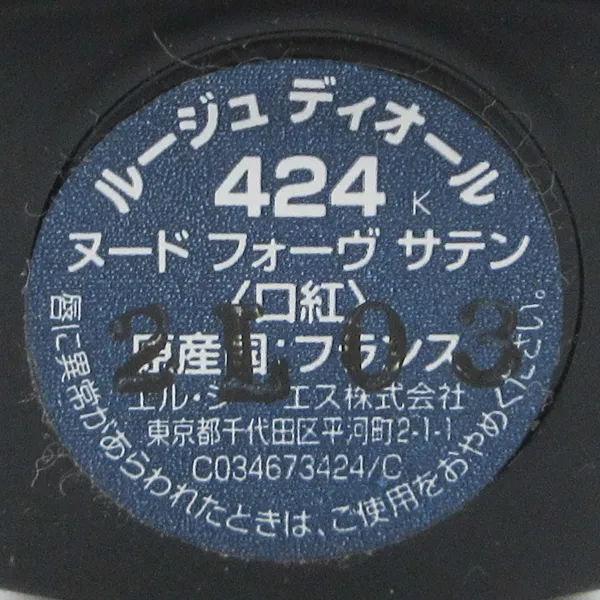 ルージュ ディオール
424 K
ヌード フォーヴ サテン
〈口紅〉
原産国:フランス
2L03
エル・ジー・エス株式会社
東京都千代田区平河町2-1-1
C034673424/C
唇に異常があらわれたときは、ご使用をおやめください。